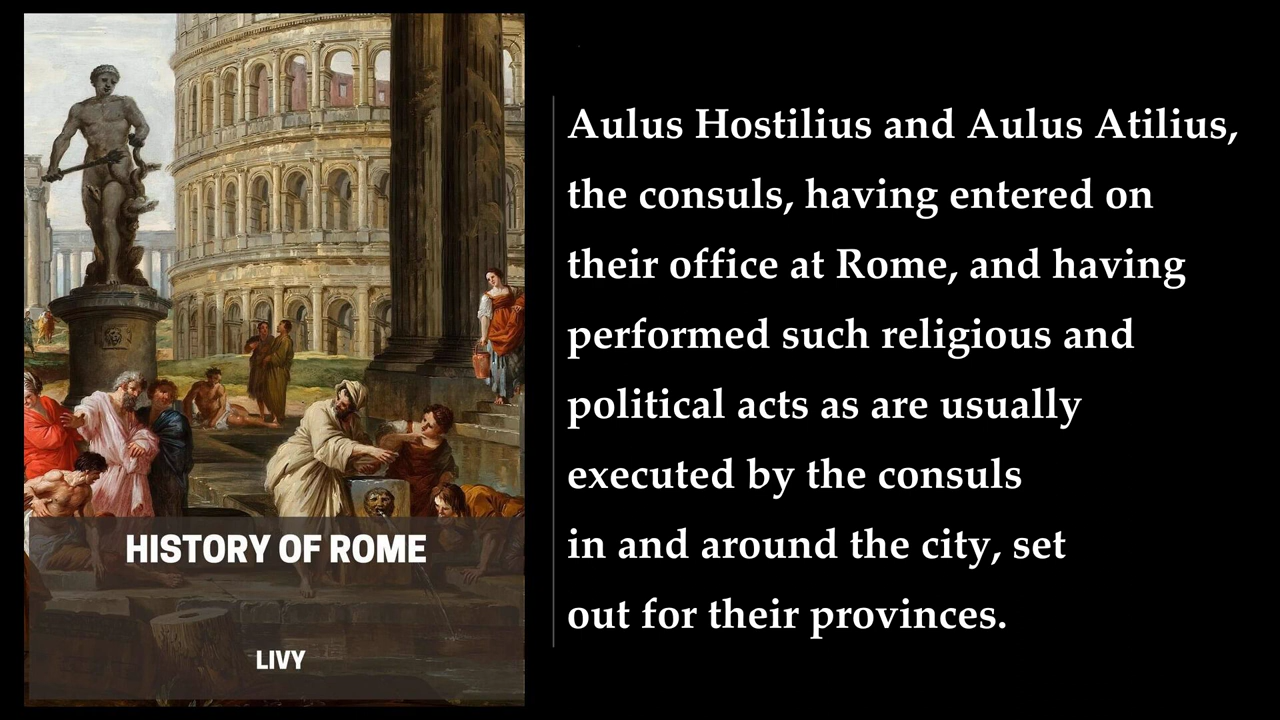 HISTORY OF ROME
LIVY
Aulus Hostilius and Aulus Atilius,
the consuls, having entered on
their office at Rome, and having
performed such religious and
political acts as are usually
executed by the consuls
in and around the city, set
out for their provinces.